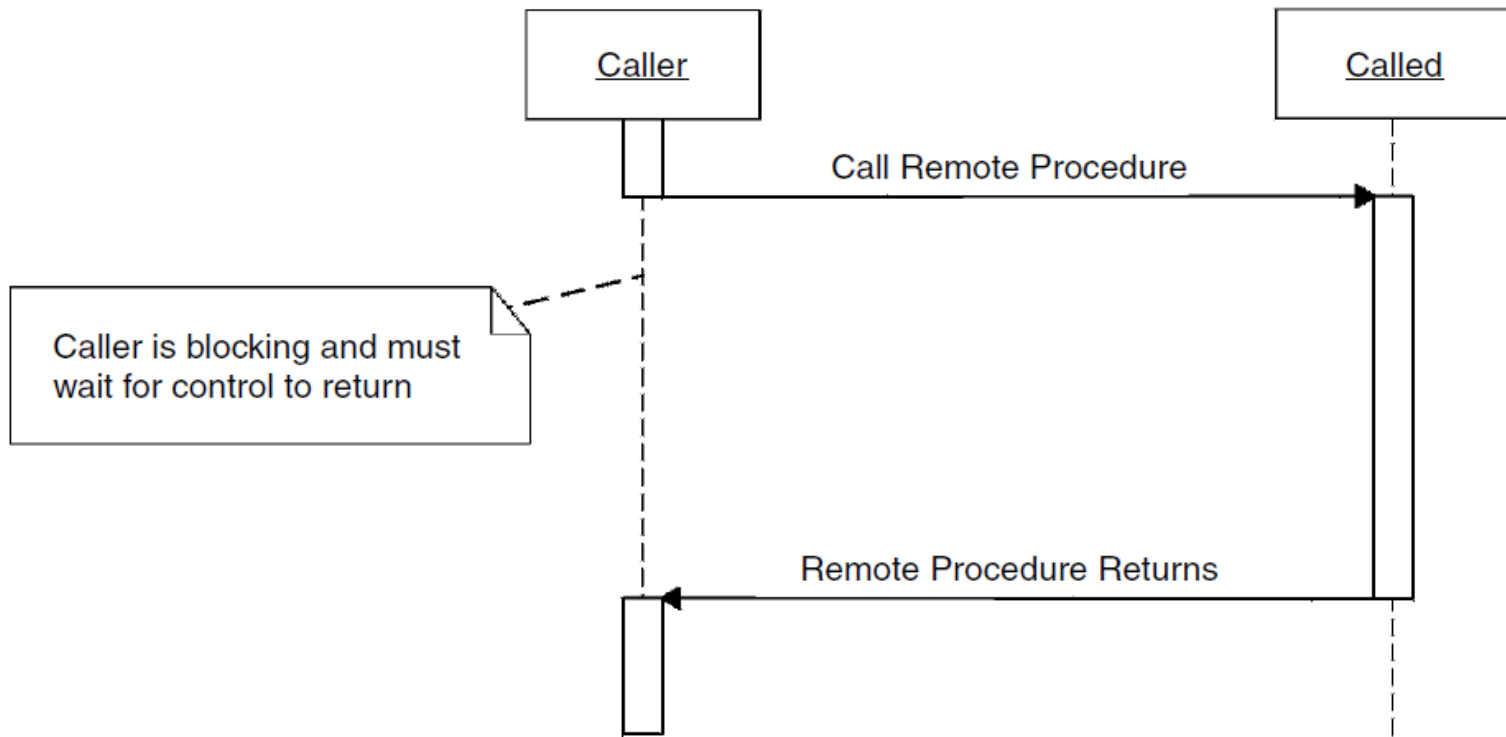 Caller
Called
Call Remote Procedure
Caller is blocking and must
wait for control to return
Remote Procedure Returns